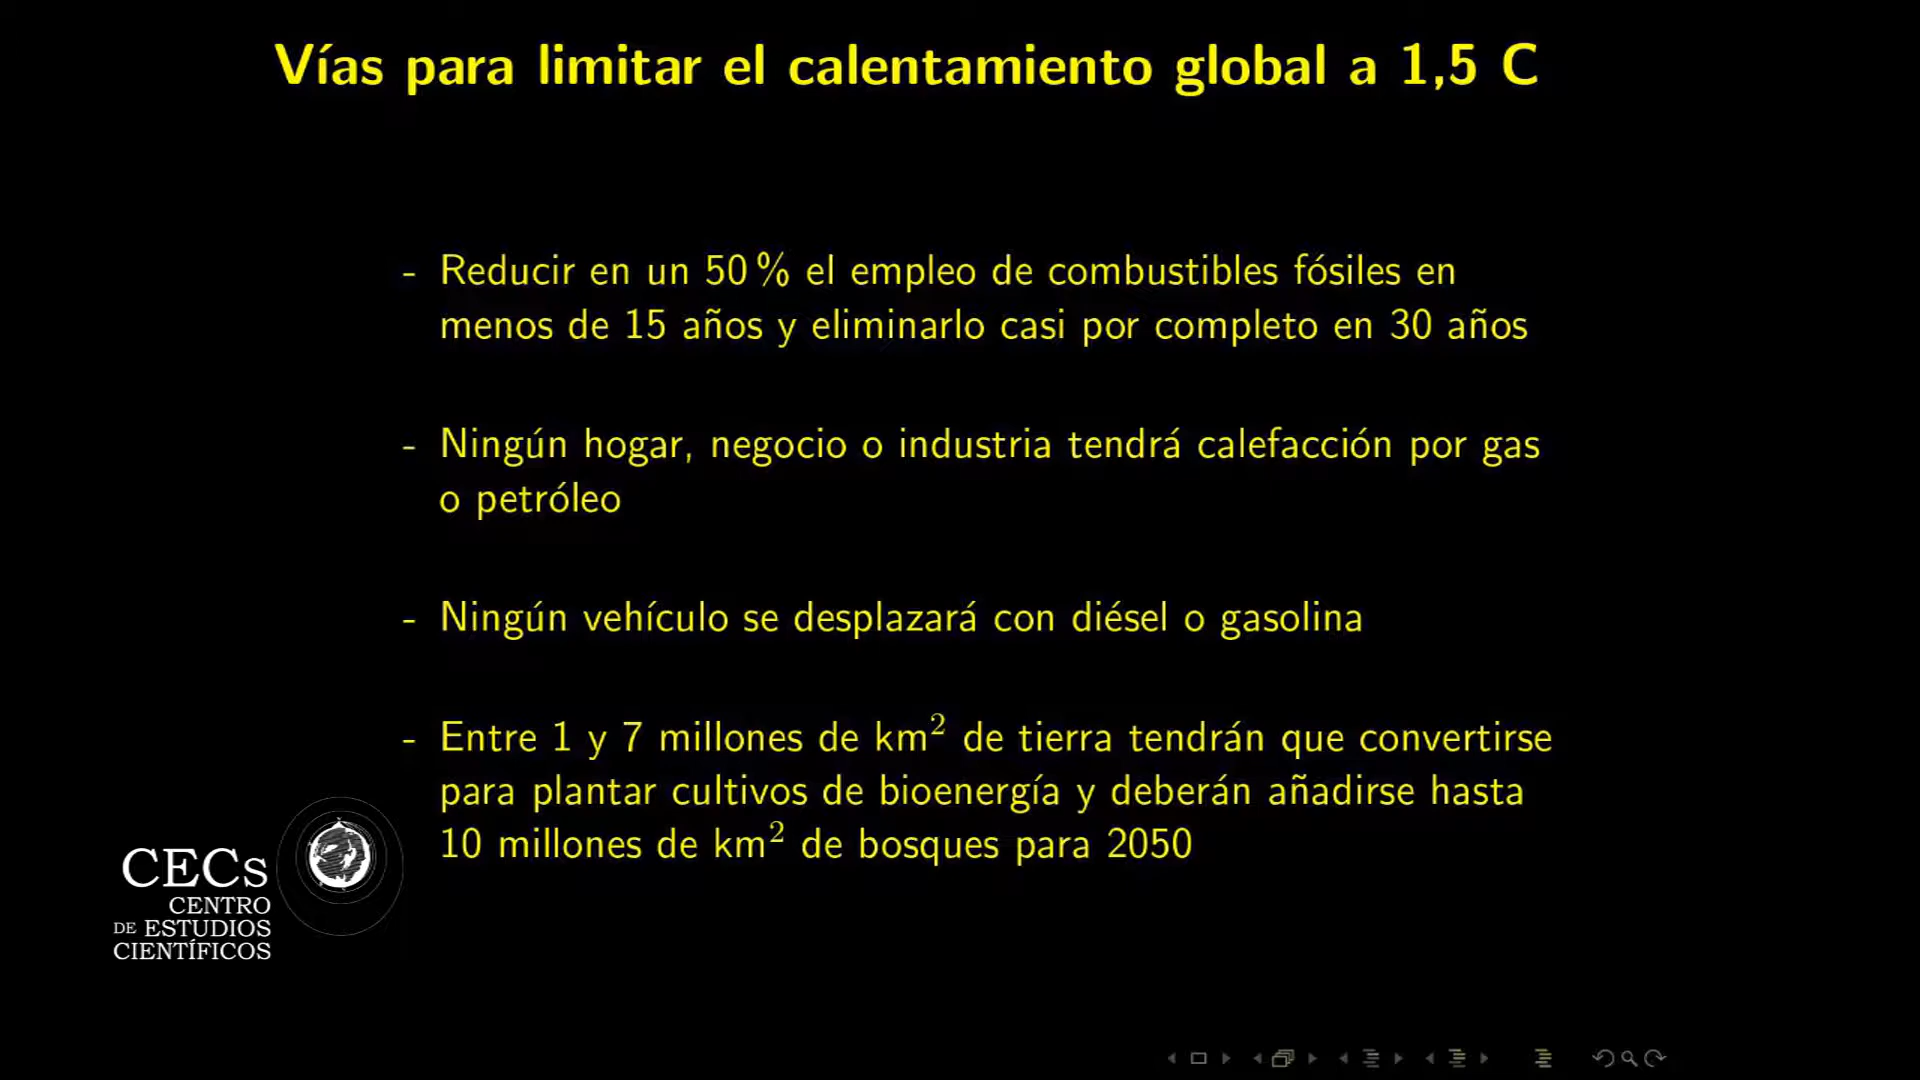 Vías para limitar el calentamiento global a 1,5 C
- Reducir en un 50 % el empleo de combustibles fósiles en
menos de 15 años y eliminarlo casi por completo en 30 años
- Ningún hogar, negocio o industria tendrá calefacción por gas
o petróleo
- Ningún vehículo se desplazará con diésel o gasolina
- Entre 1 y 7 millones de km² de tierra tendrán que convertirse
para plantar cultivos de bioenergía y deberán añadirse hasta
10 millones de km² de bosques para 2050
CECs
CENTRO
DE ESTUDIOS
CIENTÍFICOS